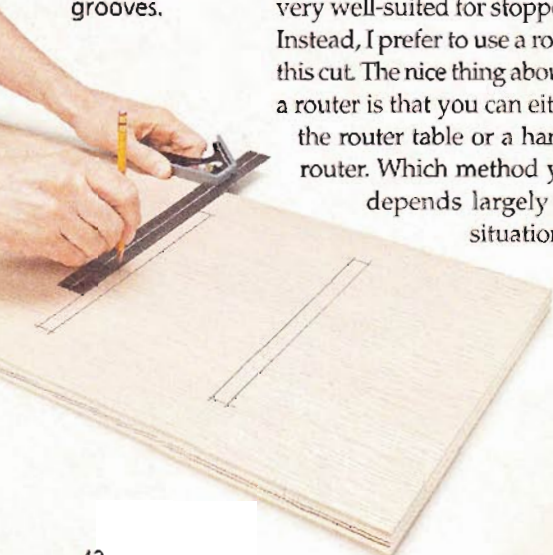 grooves.
very well-suited for stoppe
Instead, I prefer to use a ro
this cut. The nice thing abou
a router is that you can eit
the router table or a har
router. Which method y
depends largely
situation